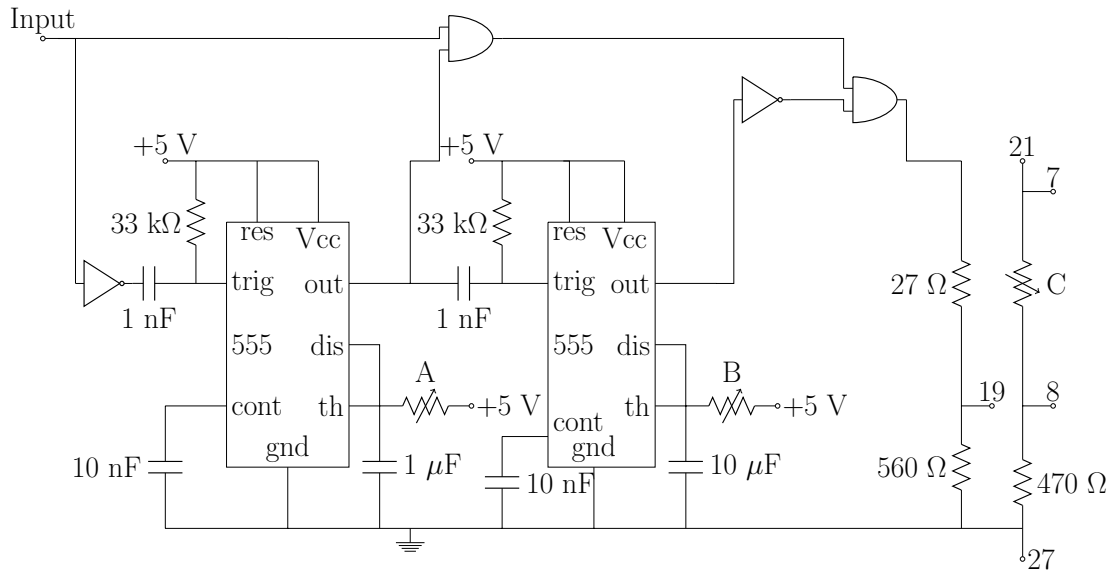 Input
+5 V
+5 V
21
7
33 kΩ
res
Vcc
33 kΩ
res
Vcc
trig
out
trig
out
27 Ω
C
1 nF
1 nF
555
dis
555
dis
A
B
19
8
cont
th
+5 V
cont
th
+5 V
gnd
gnd
10 nF
1 μF
10 nF
10 μF
560 Ω
470 Ω
27